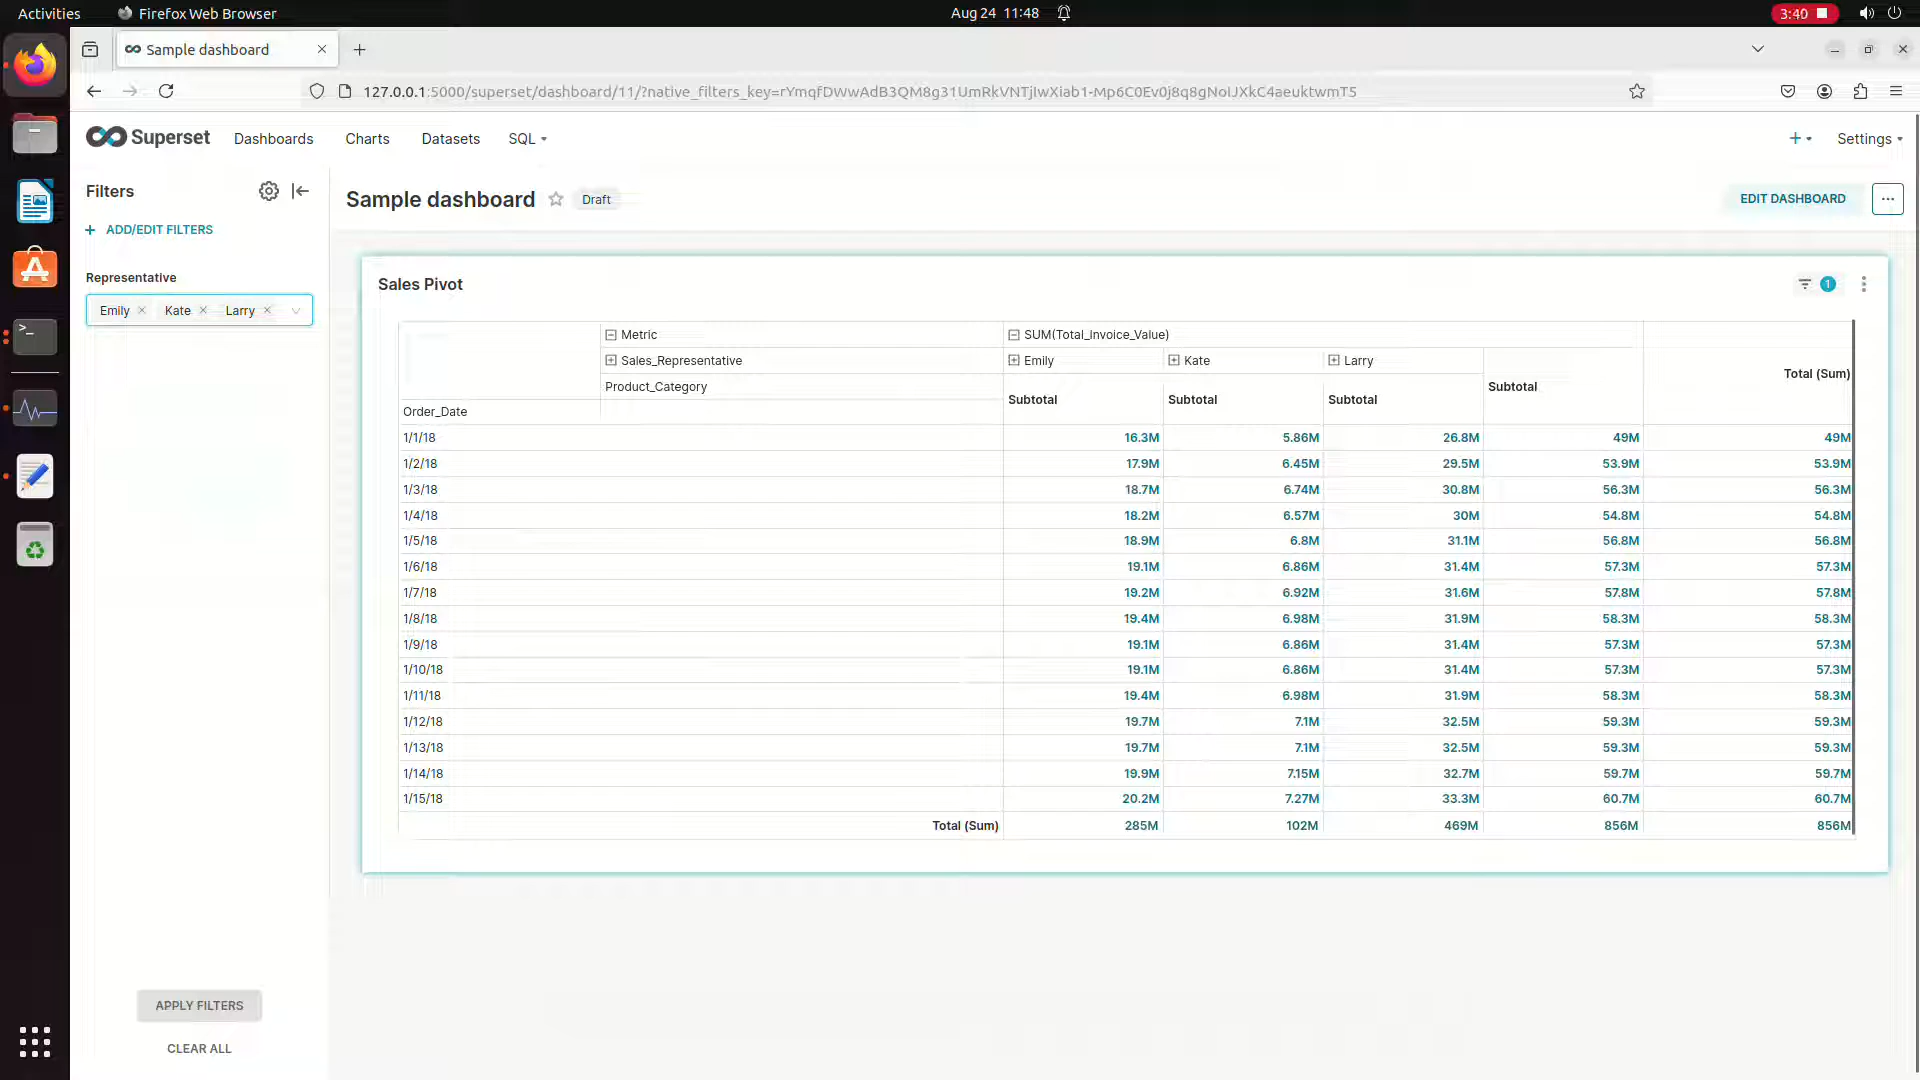 Activities Firefox Web Browser Aug 24 11:48 3:40
Sample dashboard
127.0.0.1:5000/superset/dashboard/11/?native_filters_key=rYmqfDWwAdB3QM8g31UmRkVNTjIwXiab1-Mp6C0Ev0j8q8gNoIJXkC4aeuktwmT5
Superset Dashboards Charts Datasets SQL + Settings
Filters
+ ADD/EDIT FILTERS
Representative
Emily Kate Larry
APPLY FILTERS
CLEAR ALL
Sample dashboard Draft EDIT DASHBOARD
Sales Pivot 1
Metric SUM(Total_Invoice_Value)
Sales_Representative Emily Kate Larry Subtotal Total (Sum)
Product_Category Subtotal Subtotal Subtotal
Order_Date
1/1/18 16.3M 5.86M 26.8M 49M 49M
1/2/18 17.9M 6.45M 29.5M 53.9M 53.9M
1/3/18 18.7M 6.74M 30.8M 56.3M 56.3M
1/4/18 18.2M 6.57M 30M 54.8M 54.8M
1/5/18 18.9M 6.8M 31.1M 56.8M 56.8M
1/6/18 19.1M 6.86M 31.4M 57.3M 57.3M
1/7/18 19.2M 6.92M 31.6M 57.8M 57.8M
1/8/18 19.4M 6.98M 31.9M 58.3M 58.3M
1/9/18 19.1M 6.86M 31.4M 57.3M 57.3M
1/10/18 19.1M 6.86M 31.4M 57.3M 57.3M
1/11/18 19.4M 6.98M 31.9M 58.3M 58.3M
1/12/18 19.7M 7.1M 32.5M 59.3M 59.3M
1/13/18 19.7M 7.1M 32.5M 59.3M 59.3M
1/14/18 19.9M 7.15M 32.7M 59.7M 59.7M
1/15/18 20.2M 7.27M 33.3M 60.7M 60.7M
Total (Sum) 285M 102M 469M 856M 856M